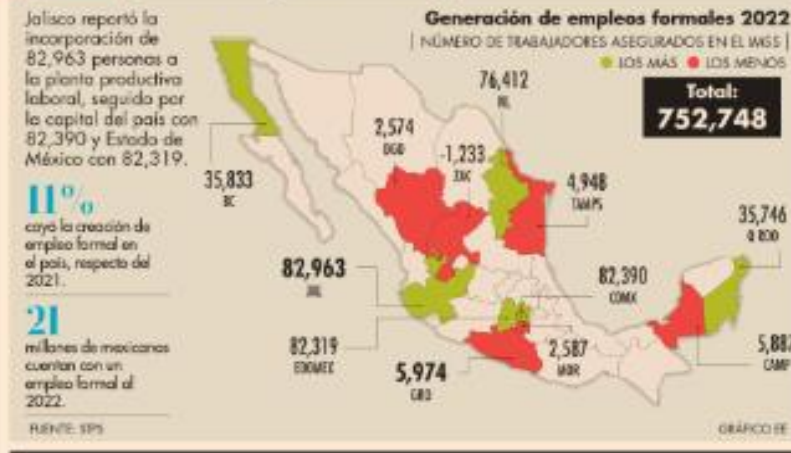 Jalisco reportó la
incorporación de
82,963 personas a
la planta productiva
laboral, seguido por
la capital del país con
82,390 y Estado de
México con 82,319.
11%
cayó la creación de
empleo formal en
el país, respecto del
2021.
21
millones de mexicanos
cuentan con un
empleo formal al
2022.
FUENTE: STPS
Generación de empleos formales 2022
| NÚMERO DE TRABAJADORES ASEGURADOS EN EL IMSS |
LOS MÁS LOS MENOS
Total:
752,748
76,412
NL
2,574
DGO
-1,233
ZAC
4,948
TAMPS
35,833
BC
35,746
Q ROO
82,963
JAL
82,390
CDMX
82,319
EDOMEX
5,974
GRO
2,587
MOR
5,887
CAMP
GRÁFICO EE